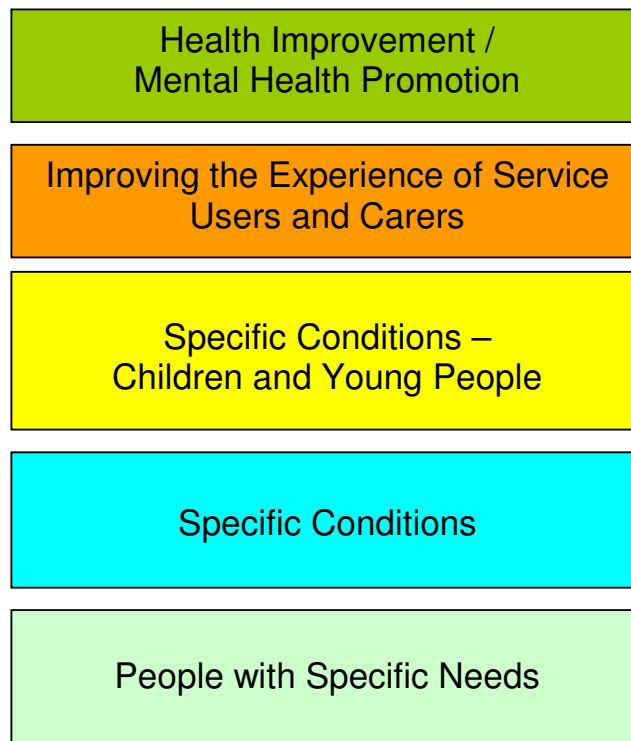 Health Improvement /
Mental Health Promotion
Improving the Experience of Service
Users and Carers
Specific Conditions –
Children and Young People
Specific Conditions
People with Specific Needs